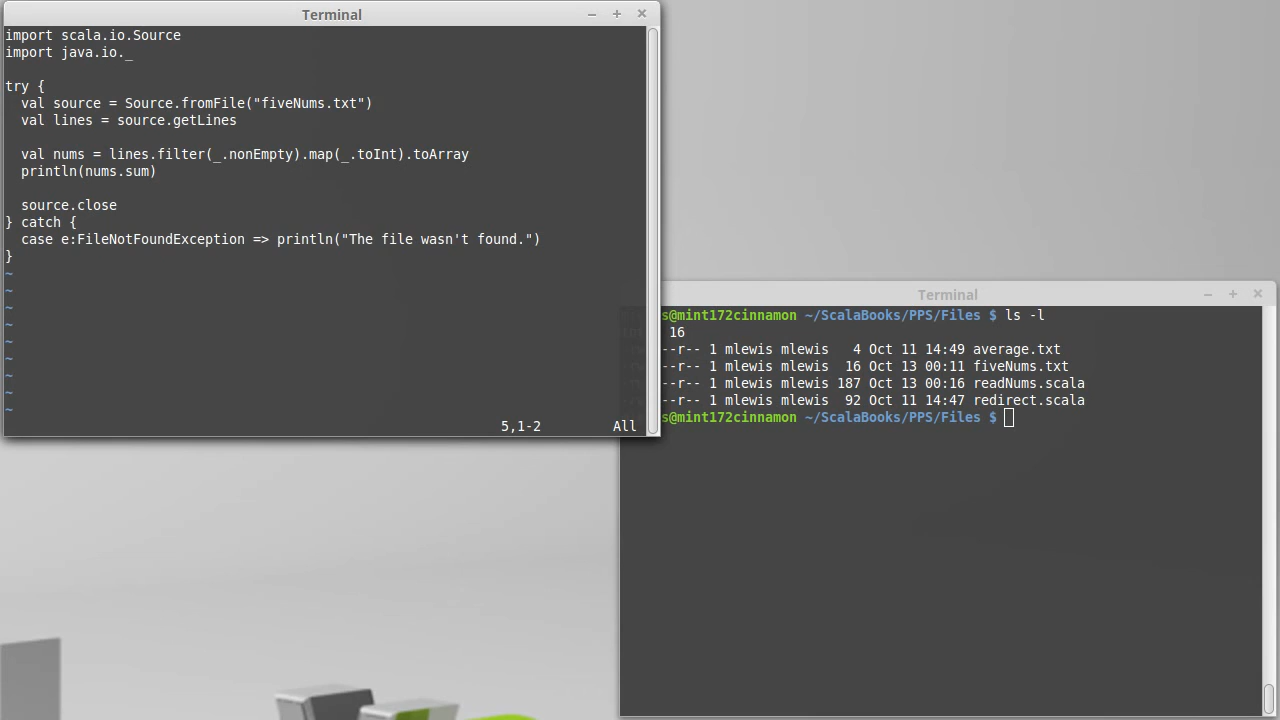 Terminal
import scala.io.Source
import java.io._
try {
  val source = Source.fromFile("fiveNums.txt")
  val lines = source.getLines
  val nums = lines.filter(_.nonEmpty).map(_.toInt).toArray
  println(nums.sum)
  source.close
} catch {
  case e:FileNotFoundException => println("The file wasn't found.")
}
~
~
~
~
~
~
~
~
~
5,1-2 All
Terminal
s@mint172cinnamon ~/ScalaBooks/PPS/Files $ ls -l
16
--r-- 1 mlewis mlewis   4 Oct 11 14:49 average.txt
--r-- 1 mlewis mlewis  16 Oct 13 00:11 fiveNums.txt
--r-- 1 mlewis mlewis 187 Oct 13 00:16 readNums.scala
--r-- 1 mlewis mlewis  92 Oct 11 14:47 redirect.scala
s@mint172cinnamon ~/ScalaBooks/PPS/Files $